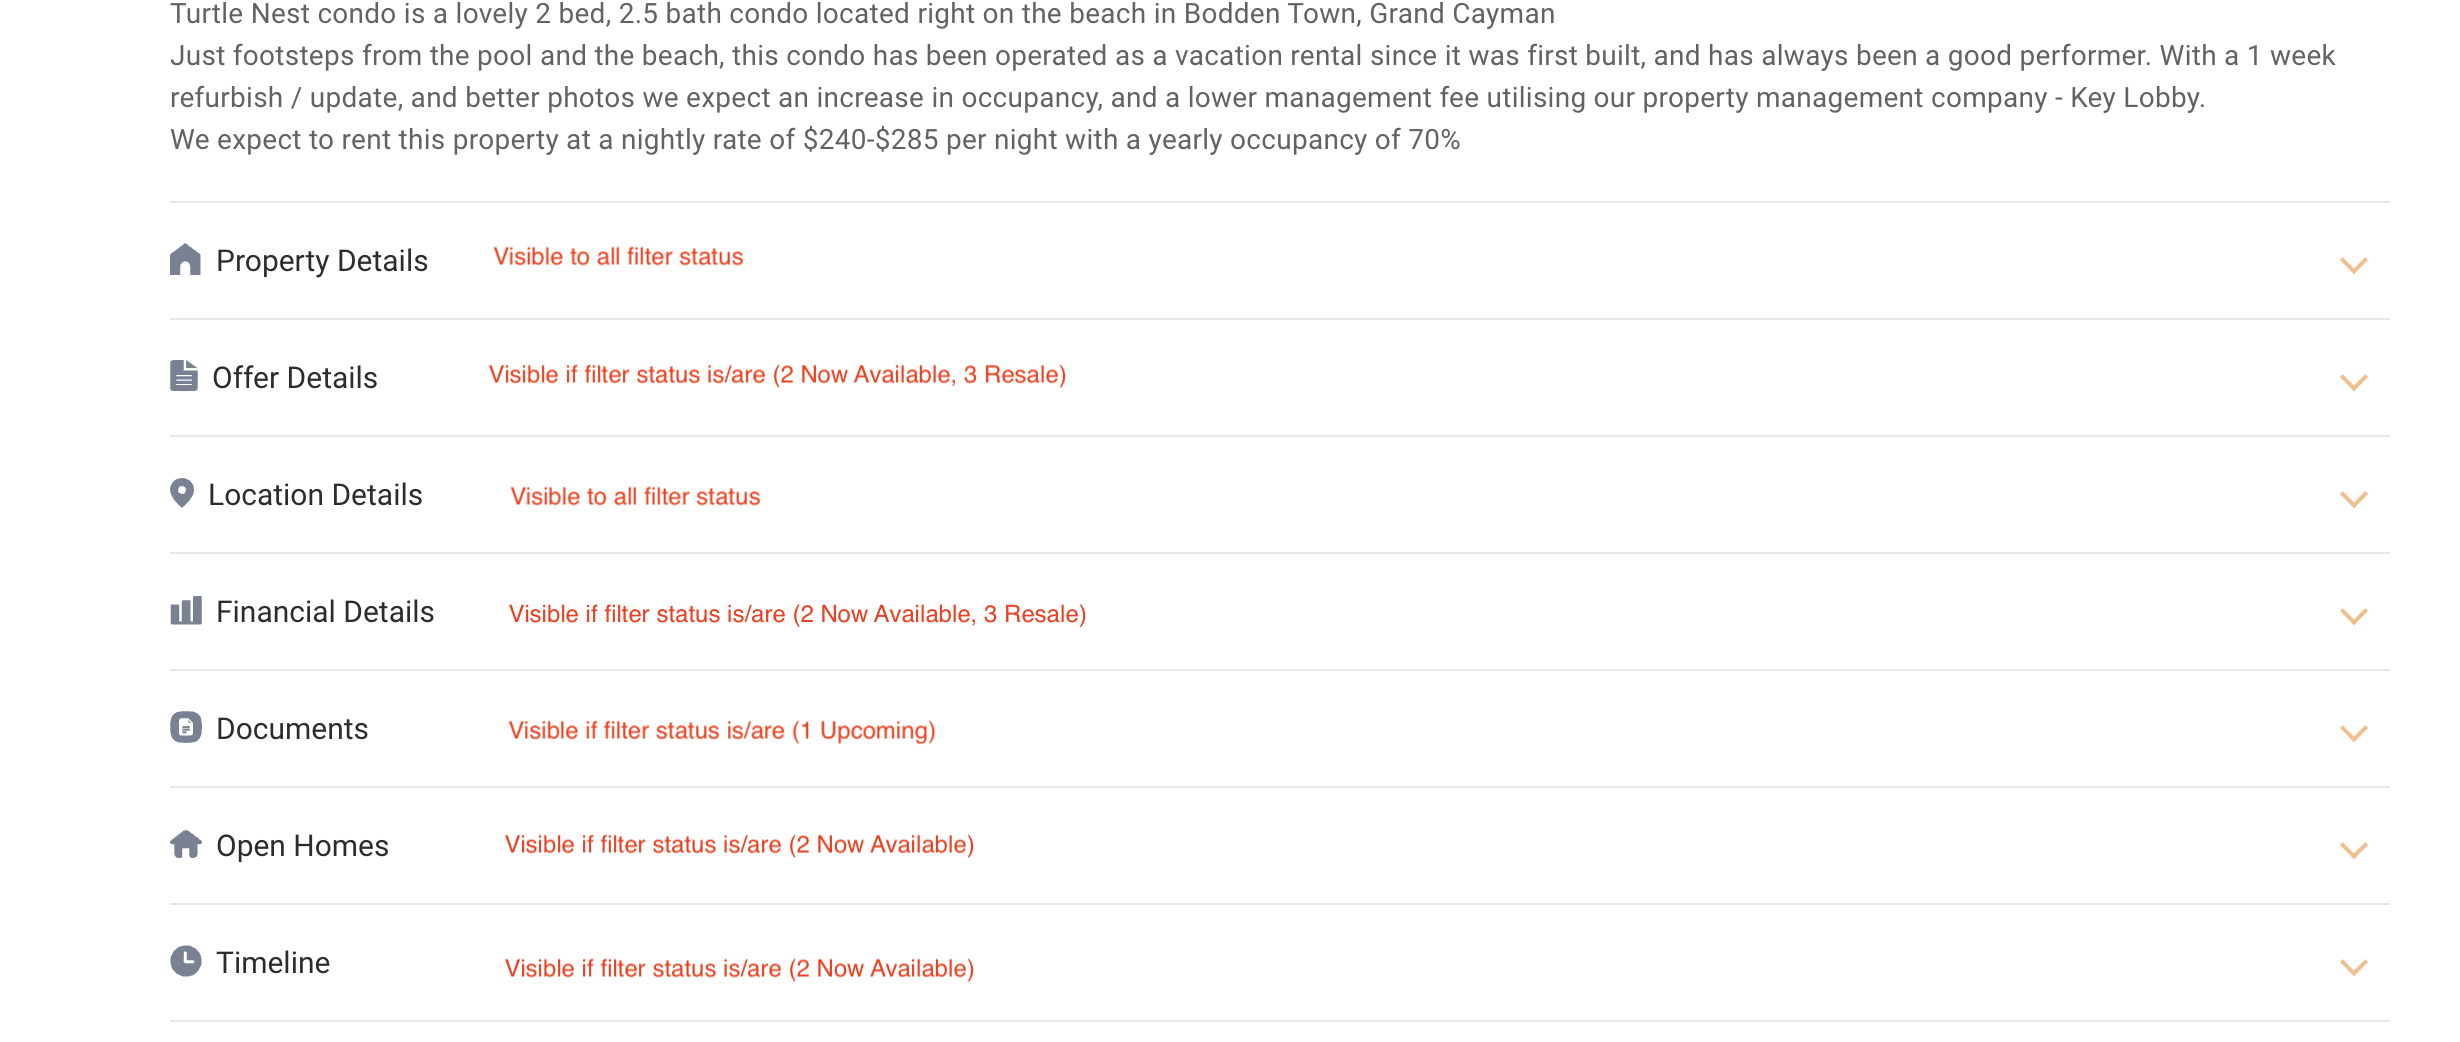 Turtle Nest condo is a lovely 2 bed, 2.5 bath condo located right on the beach in Bodden Town, Grand Cayman
Just footsteps from the pool and the beach, this condo has been operated as a vacation rental since it was first built, and has always been a good performer. With a 1 week
refurbish / update, and better photos we expect an increase in occupancy, and a lower management fee utilising our property management company - Key Lobby.
We expect to rent this property at a nightly rate of $240-$285 per night with a yearly occupancy of 70%
Property Details Visible to all filter status
Offer Details Visible if filter status is/are (2 Now Available, 3 Resale)
Location Details Visible to all filter status
Financial Details Visible if filter status is/are (2 Now Available, 3 Resale)
Documents Visible if filter status is/are (1 Upcoming)
Open Homes Visible if filter status is/are (2 Now Available)
Timeline Visible if filter status is/are (2 Now Available)